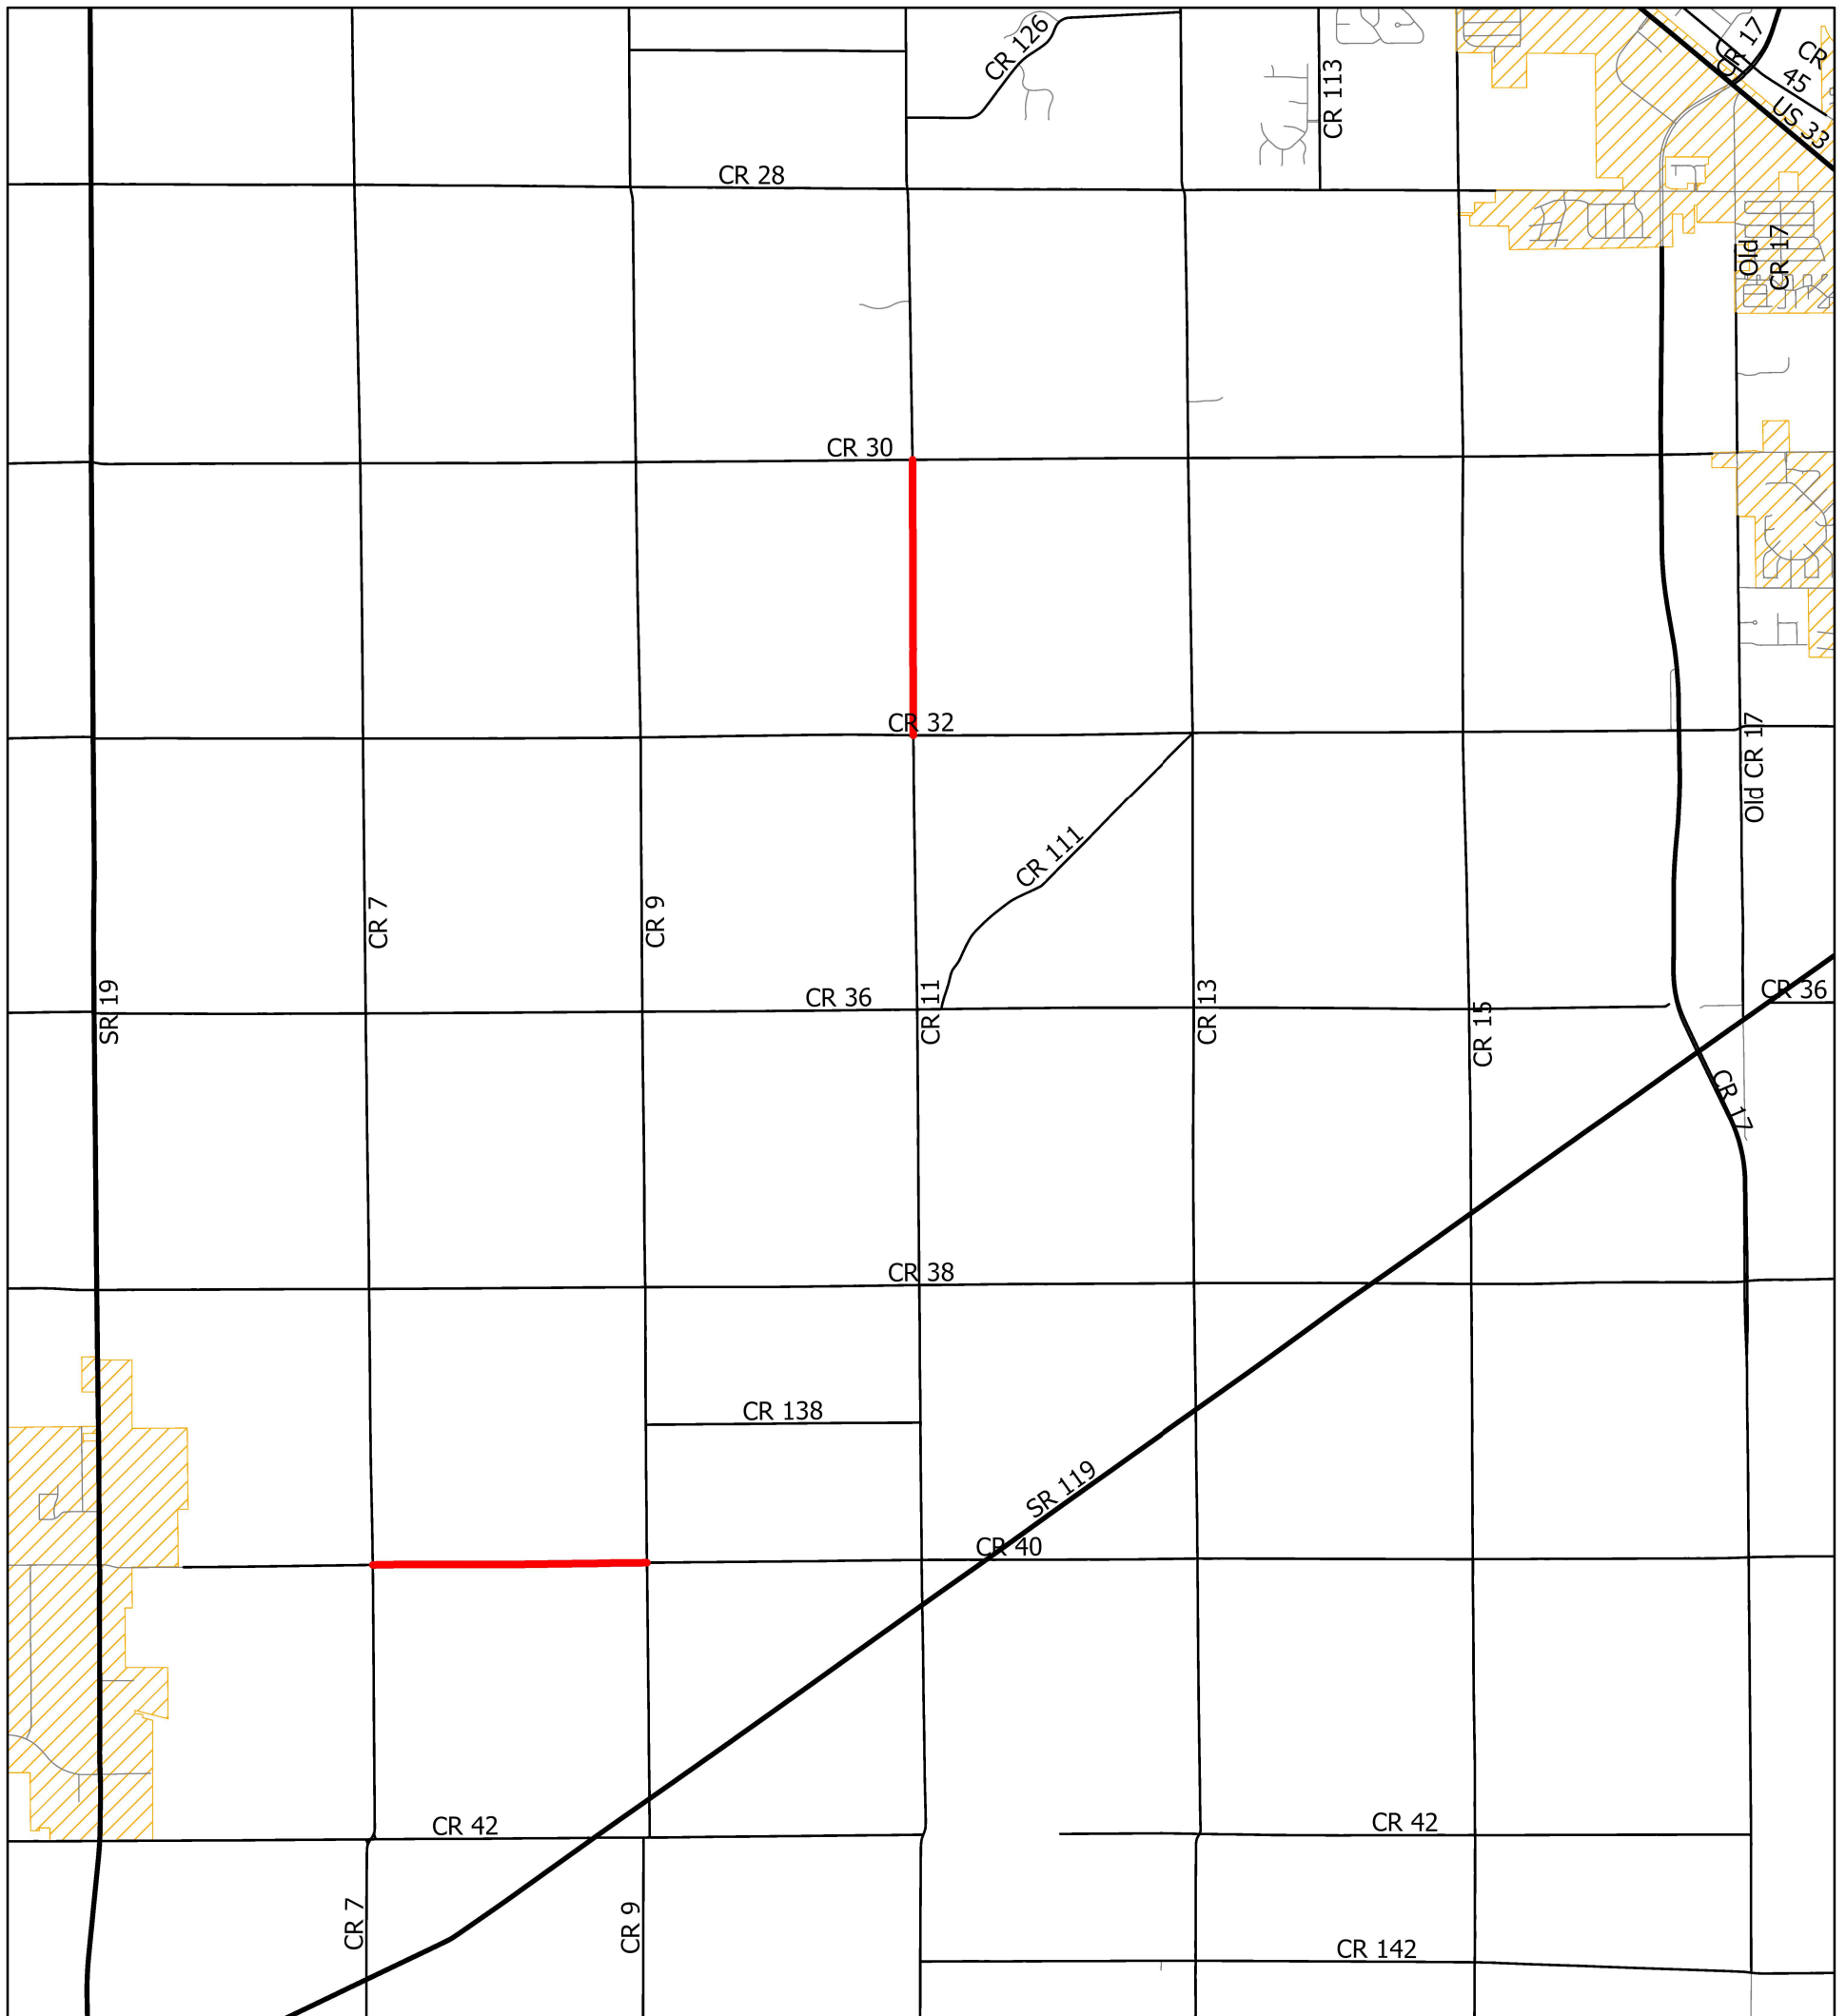 CR 126
CR 17
CR
45
US 33
CR 113
CR 28
Old
CR 17
CR 30
CR 32
Old CR 17
CR 111
CR 7
CR 9
SR 19
CR 36
CR 11
CR 13
CR 15
CR 36
CR 17
CR 38
CR 138
SR 119
CR 40
CR 42
CR 42
CR 7
CR 9
CR 142